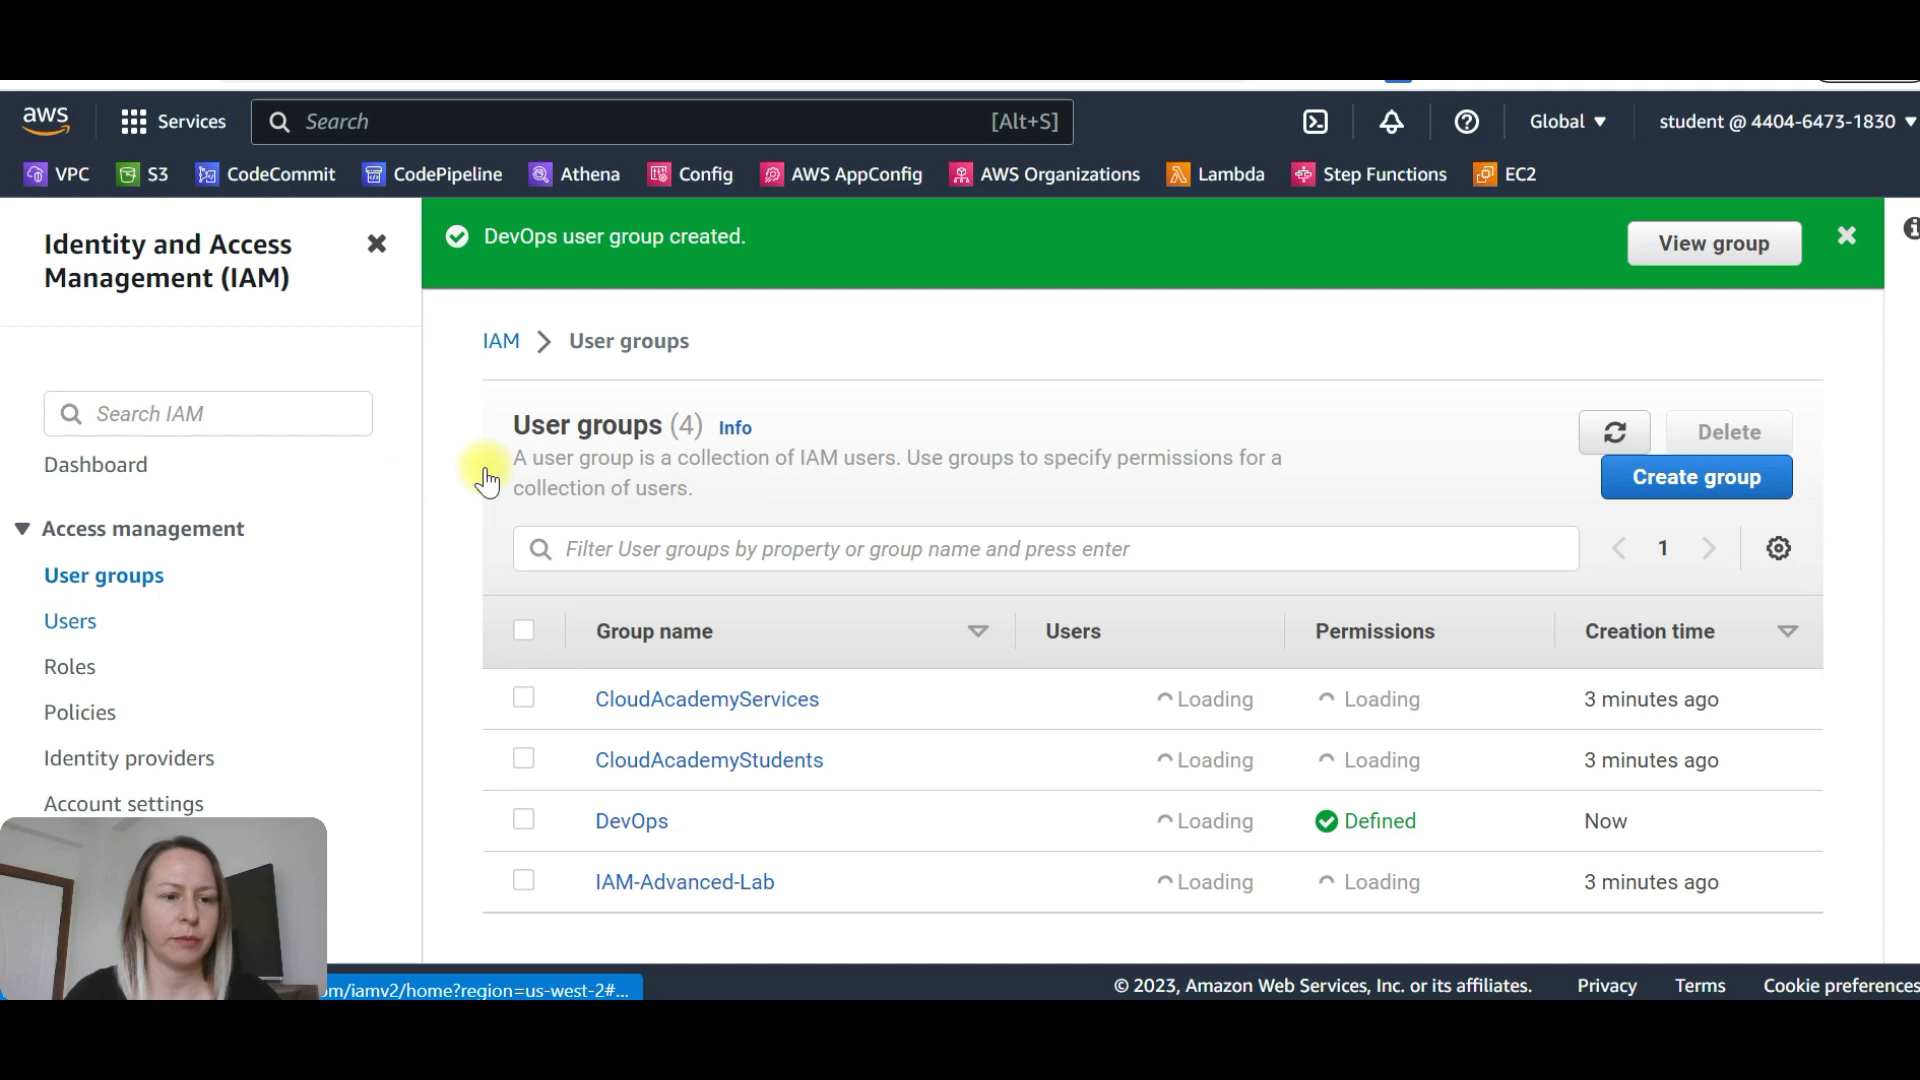 aws
Services
Search
[Alt+S]
Global
student @ 4404-6473-1830
VPC
S3
CodeCommit
CodePipeline
Athena
Config
AWS AppConfig
AWS Organizations
Lambda
Step Functions
EC2
Identity and Access
Management (IAM)
Search IAM
Dashboard
Access management
User groups
Users
Roles
Policies
Identity providers
Account settings
DevOps user group created.
View group
IAM
User groups
User groups (4) Info
A user group is a collection of IAM users. Use groups to specify permissions for a
collection of users.
Delete
Create group
Filter User groups by property or group name and press enter
1
Group name Users Permissions Creation time
CloudAcademyServices Loading Loading 3 minutes ago
CloudAcademyStudents Loading Loading 3 minutes ago
DevOps Loading Defined Now
IAM-Advanced-Lab Loading Loading 3 minutes ago
om/iamv2/home?region=us-west-2#...
© 2023, Amazon Web Services, Inc. or its affiliates.
Privacy
Terms
Cookie preferences